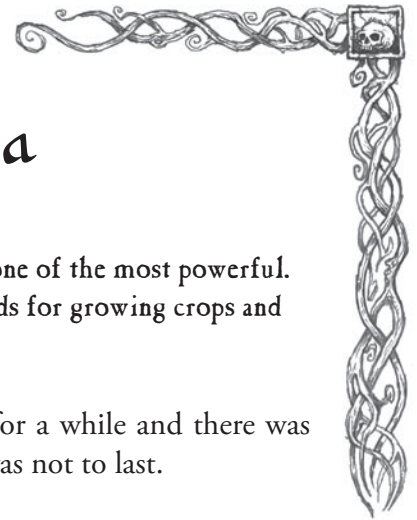 a
one of the most powerful.
ds for growing crops and
for a while and there was
as not to last.